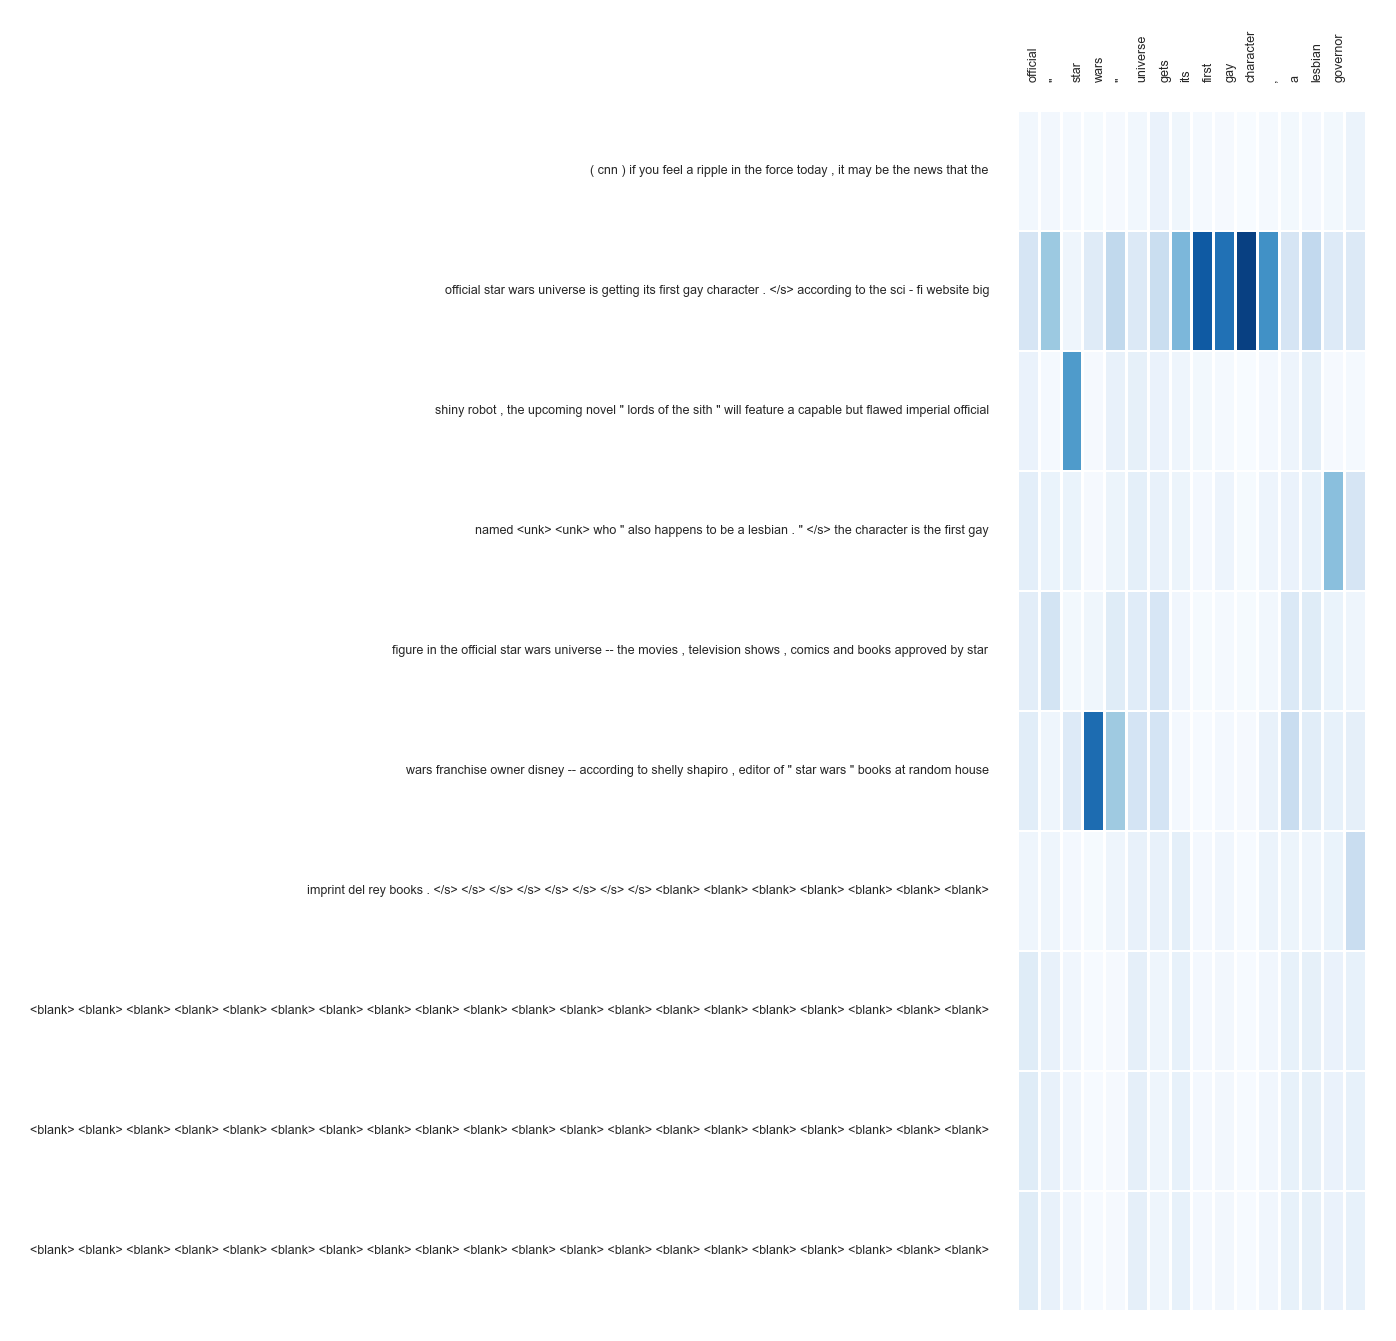 official " star wars " universe gets its first gay character , a lesbian governor
( cnn ) if you feel a ripple in the force today , it may be the news that the
official star wars universe is getting its first gay character . </s> according to the sci - fi website big
shiny robot , the upcoming novel " lords of the sith " will feature a capable but flawed imperial official
named <unk> <unk> who " also happens to be a lesbian . " </s> the character is the first gay
figure in the official star wars universe -- the movies , television shows , comics and books approved by star
wars franchise owner disney -- according to shelly shapiro , editor of " star wars " books at random house
imprint del rey books . </s> </s> </s> </s> </s> </s> </s> </s> <blank> <blank> <blank> <blank> <blank> <blank> <blank>
<blank> <blank> <blank> <blank> <blank> <blank> <blank> <blank> <blank> <blank> <blank> <blank> <blank> <blank> <blank> <blank> <blank> <blank> <blank> <blank>
<blank> <blank> <blank> <blank> <blank> <blank> <blank> <blank> <blank> <blank> <blank> <blank> <blank> <blank> <blank> <blank> <blank> <blank> <blank> <blank>
<blank> <blank> <blank> <blank> <blank> <blank> <blank> <blank> <blank> <blank> <blank> <blank> <blank> <blank> <blank> <blank> <blank> <blank> <blank> <blank>